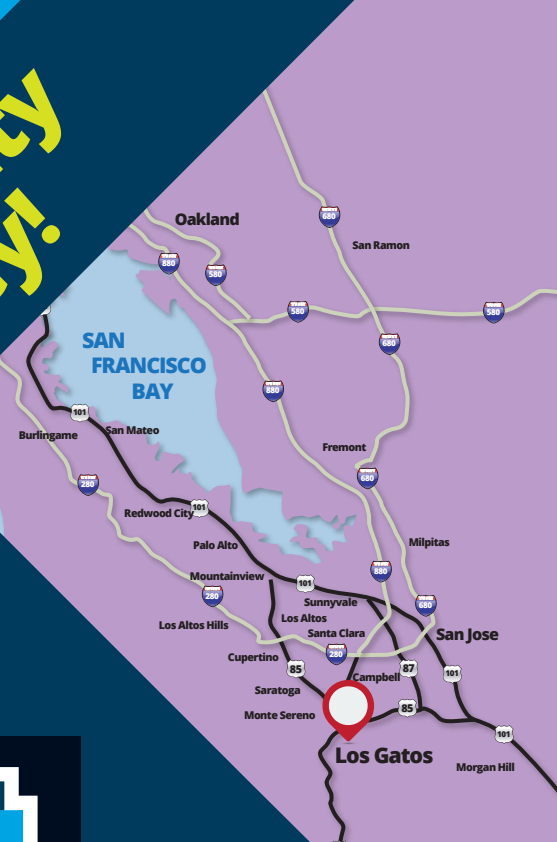 ty
y!
Oakland
680
San Ramon
880
580
580
580
SAN
FRANCISCO
BAY
680
880
101
San Mateo
Burlingame
Fremont
280
680
101
Redwood City
Palo Alto
Milpitas
880
Mountainview
101
280
Sunnyvale
680
Los Altos
Los Altos Hills
Santa Clara
San Jose
280
Cupertino
85
87
101
Campbell
Saratoga
85
Monte Sereno
101
Los Gatos
Morgan Hill